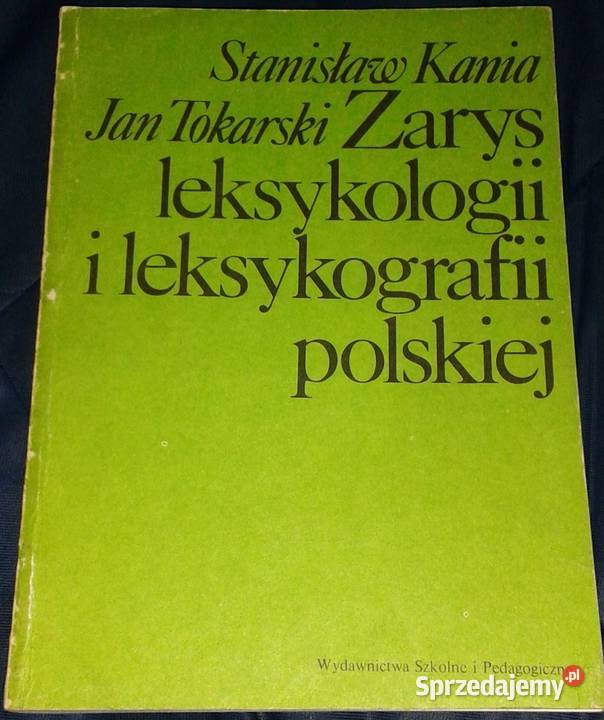 Stanisław Kania
Jan Tokarski Zarys
leksykologii
i leksykografii
polskiej
Wydawnictwa Szkolne i Pedagogiczne
Sprzedajemy.pl